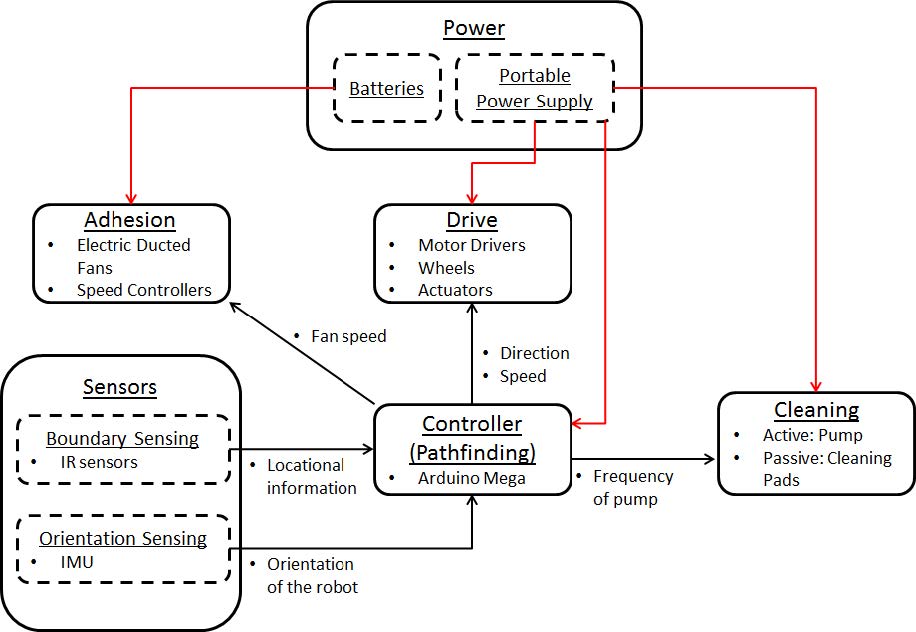 Power
Batteries
Portable
Power Supply
Adhesion
• Electric Ducted
Fans
• Speed Controllers
Drive
• Motor Drivers
• Wheels
• Actuators
• Fan speed
• Direction
• Speed
Sensors
Boundary Sensing
• IR sensors
Orientation Sensing
• IMU
• Locational
information
• Orientation
of the robot
Controller
(Pathfinding)
• Arduino Mega
• Frequency
of pump
Cleaning
• Active: Pump
• Passive: Cleaning
Pads